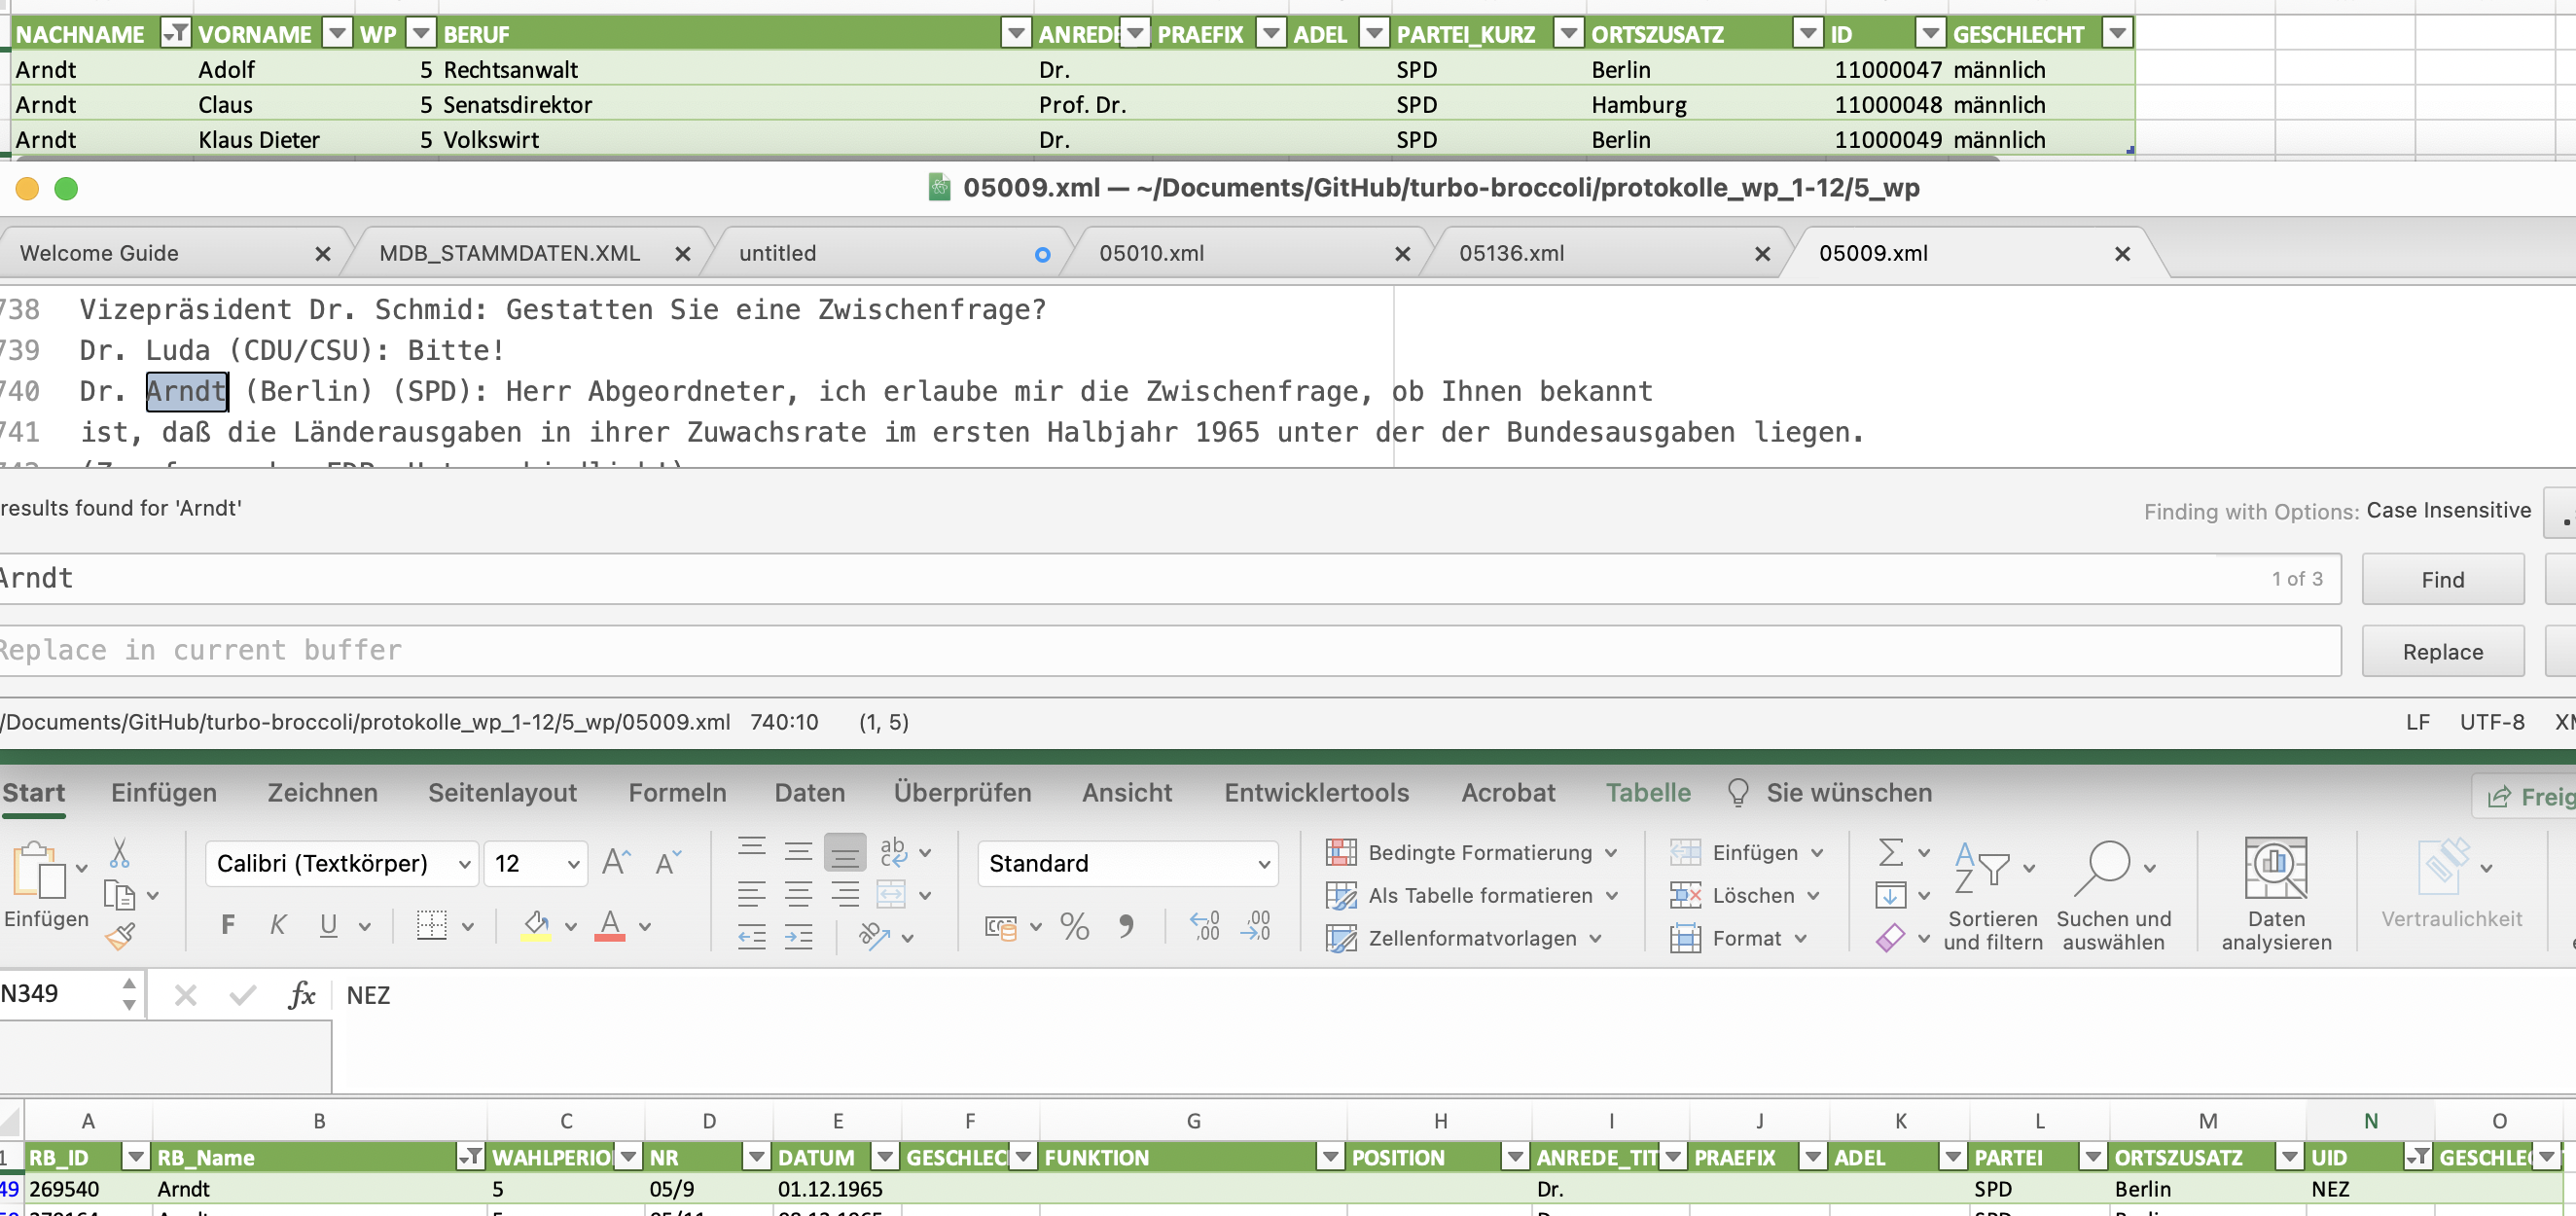 NACHNAME VORNAME WP BERUF ANREDE PRAEFIX ADEL PARTEI_KURZ ORTSZUSATZ ID GESCHLECHT
Arndt Adolf 5 Rechtsanwalt Dr. SPD Berlin 11000047 männlich
Arndt Claus 5 Senatsdirektor Prof. Dr. SPD Hamburg 11000048 männlich
Arndt Klaus Dieter 5 Volkswirt Dr. SPD Berlin 11000049 männlich
05009.xml — ~/Documents/GitHub/turbo-broccoli/protokolle_wp_1-12/5_wp
Welcome Guide MDB_STAMMDATEN.XML untitled 05010.xml 05136.xml 05009.xml
738 Vizepräsident Dr. Schmid: Gestatten Sie eine Zwischenfrage?
739 Dr. Luda (CDU/CSU): Bitte!
740 Dr. Arndt (Berlin) (SPD): Herr Abgeordneter, ich erlaube mir die Zwischenfrage, ob Ihnen bekannt
741 ist, daß die Länderausgaben in ihrer Zuwachsrate im ersten Halbjahr 1965 unter der der Bundesausgaben liegen.
results found for 'Arndt' Finding with Options: Case Insensitive
Arndt 1 of 3 Find
Replace in current buffer Replace
/Documents/GitHub/turbo-broccoli/protokolle_wp_1-12/5_wp/05009.xml 740:10 (1, 5) LF UTF-8
Start Einfügen Zeichnen Seitenlayout Formeln Daten Überprüfen Ansicht Entwicklertools Acrobat Tabelle Sie wünschen Freig
Calibri (Textkörper) 12 Standard Bedingte Formatierung Einfügen
Als Tabelle formatieren Löschen
Zellenformatvorlagen Format
Einfügen F K U Sortieren und filtern Suchen und auswählen Daten analysieren Vertraulichkeit
N349 fx NEZ
A B C D E F G H I J K L M N O
1 RB_ID RB_Name WAHLPERIO NR DATUM GESCHLEC FUNKTION POSITION ANREDE_TIT PRAEFIX ADEL PARTEI ORTSZUSATZ UID GESCHLE
49 269540 Arndt 5 05/9 01.12.1965 Dr. SPD Berlin NEZ